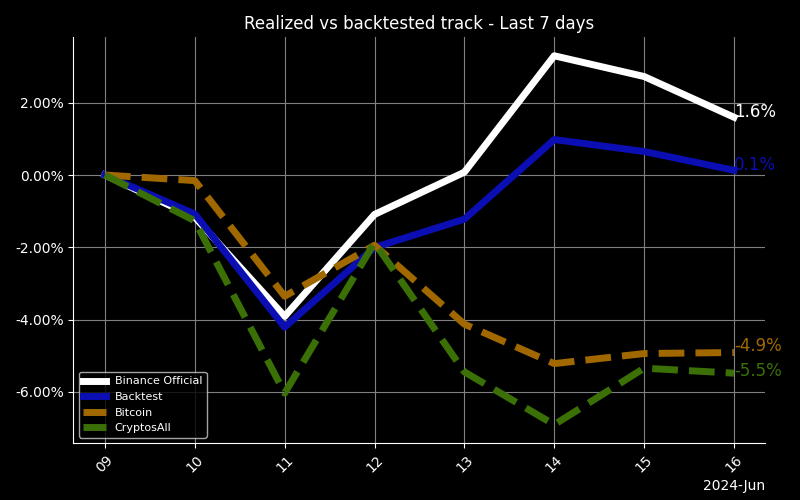 Realized vs backtested track - Last 7 days
2.00%
0.00%
-2.00%
-4.00%
-6.00%
1.6%
0.1%
-4.9%
-5.5%
Binance Official
Backtest
Bitcoin
CryptosAll
09
10
11
12
13
14
15
16
2024-Jun